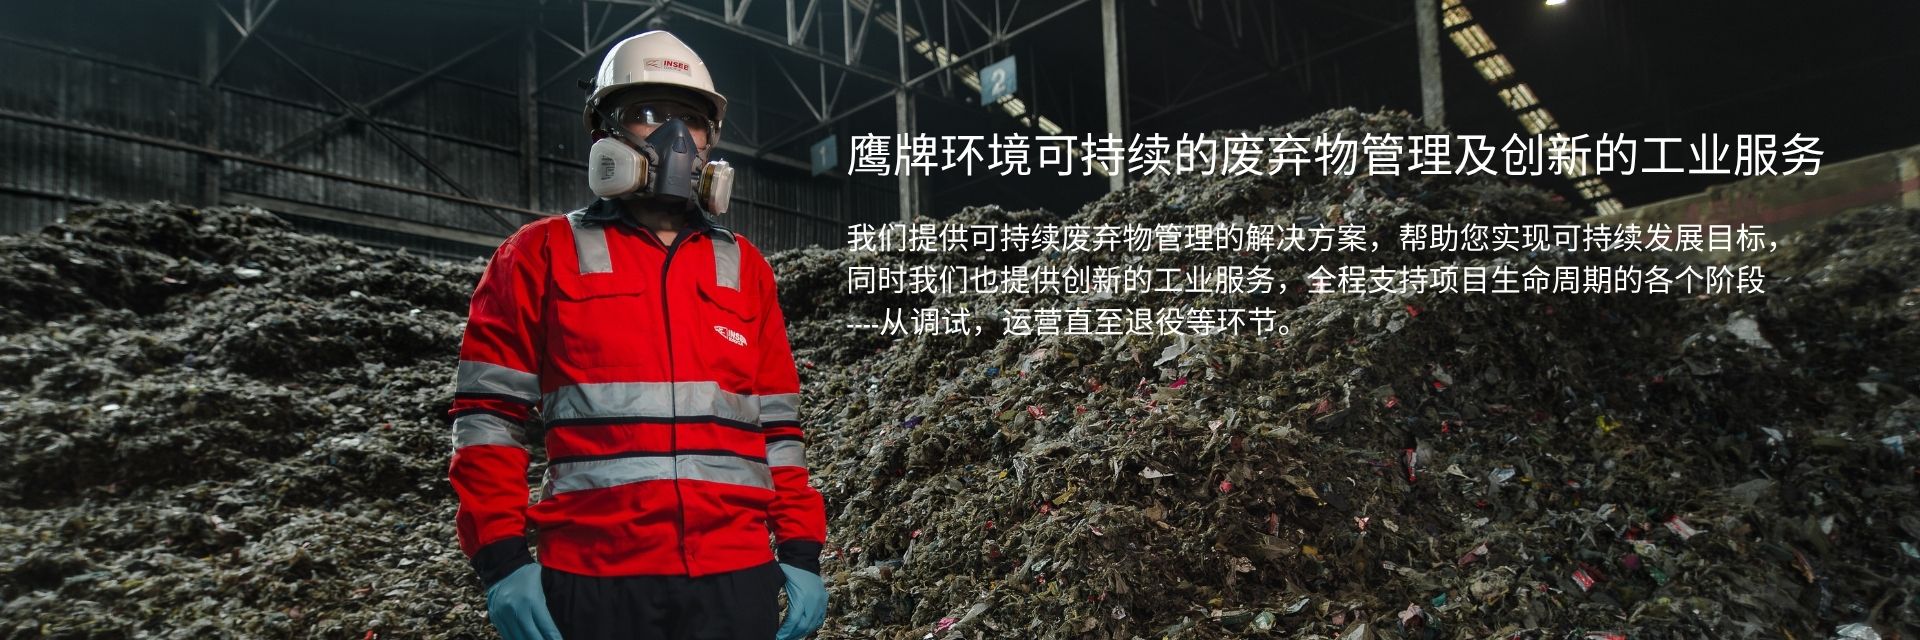 INSEE
2
1
鹰牌环境可持续的废弃物管理及创新的工业服务
我们提供可持续废弃物管理的解决方案，帮助您实现可持续发展目标，
同时我们也提供创新的工业服务，全程支持项目生命周期的各个阶段
----从调试，运营直至退役等环节。
INSEE